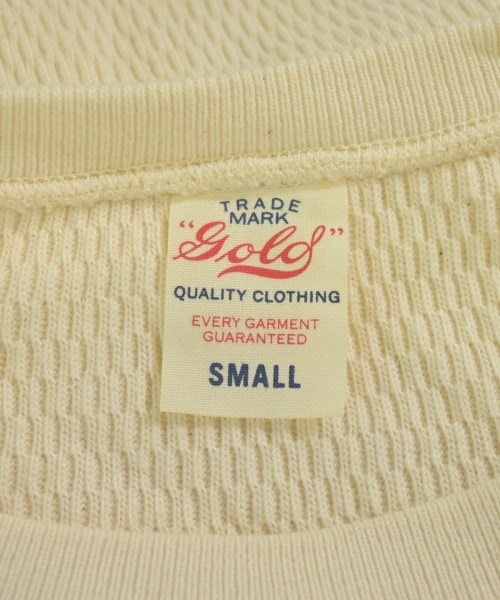 TRADE
MARK
"Gold"
QUALITY CLOTHING
EVERY GARMENT
GUARANTEED
SMALL